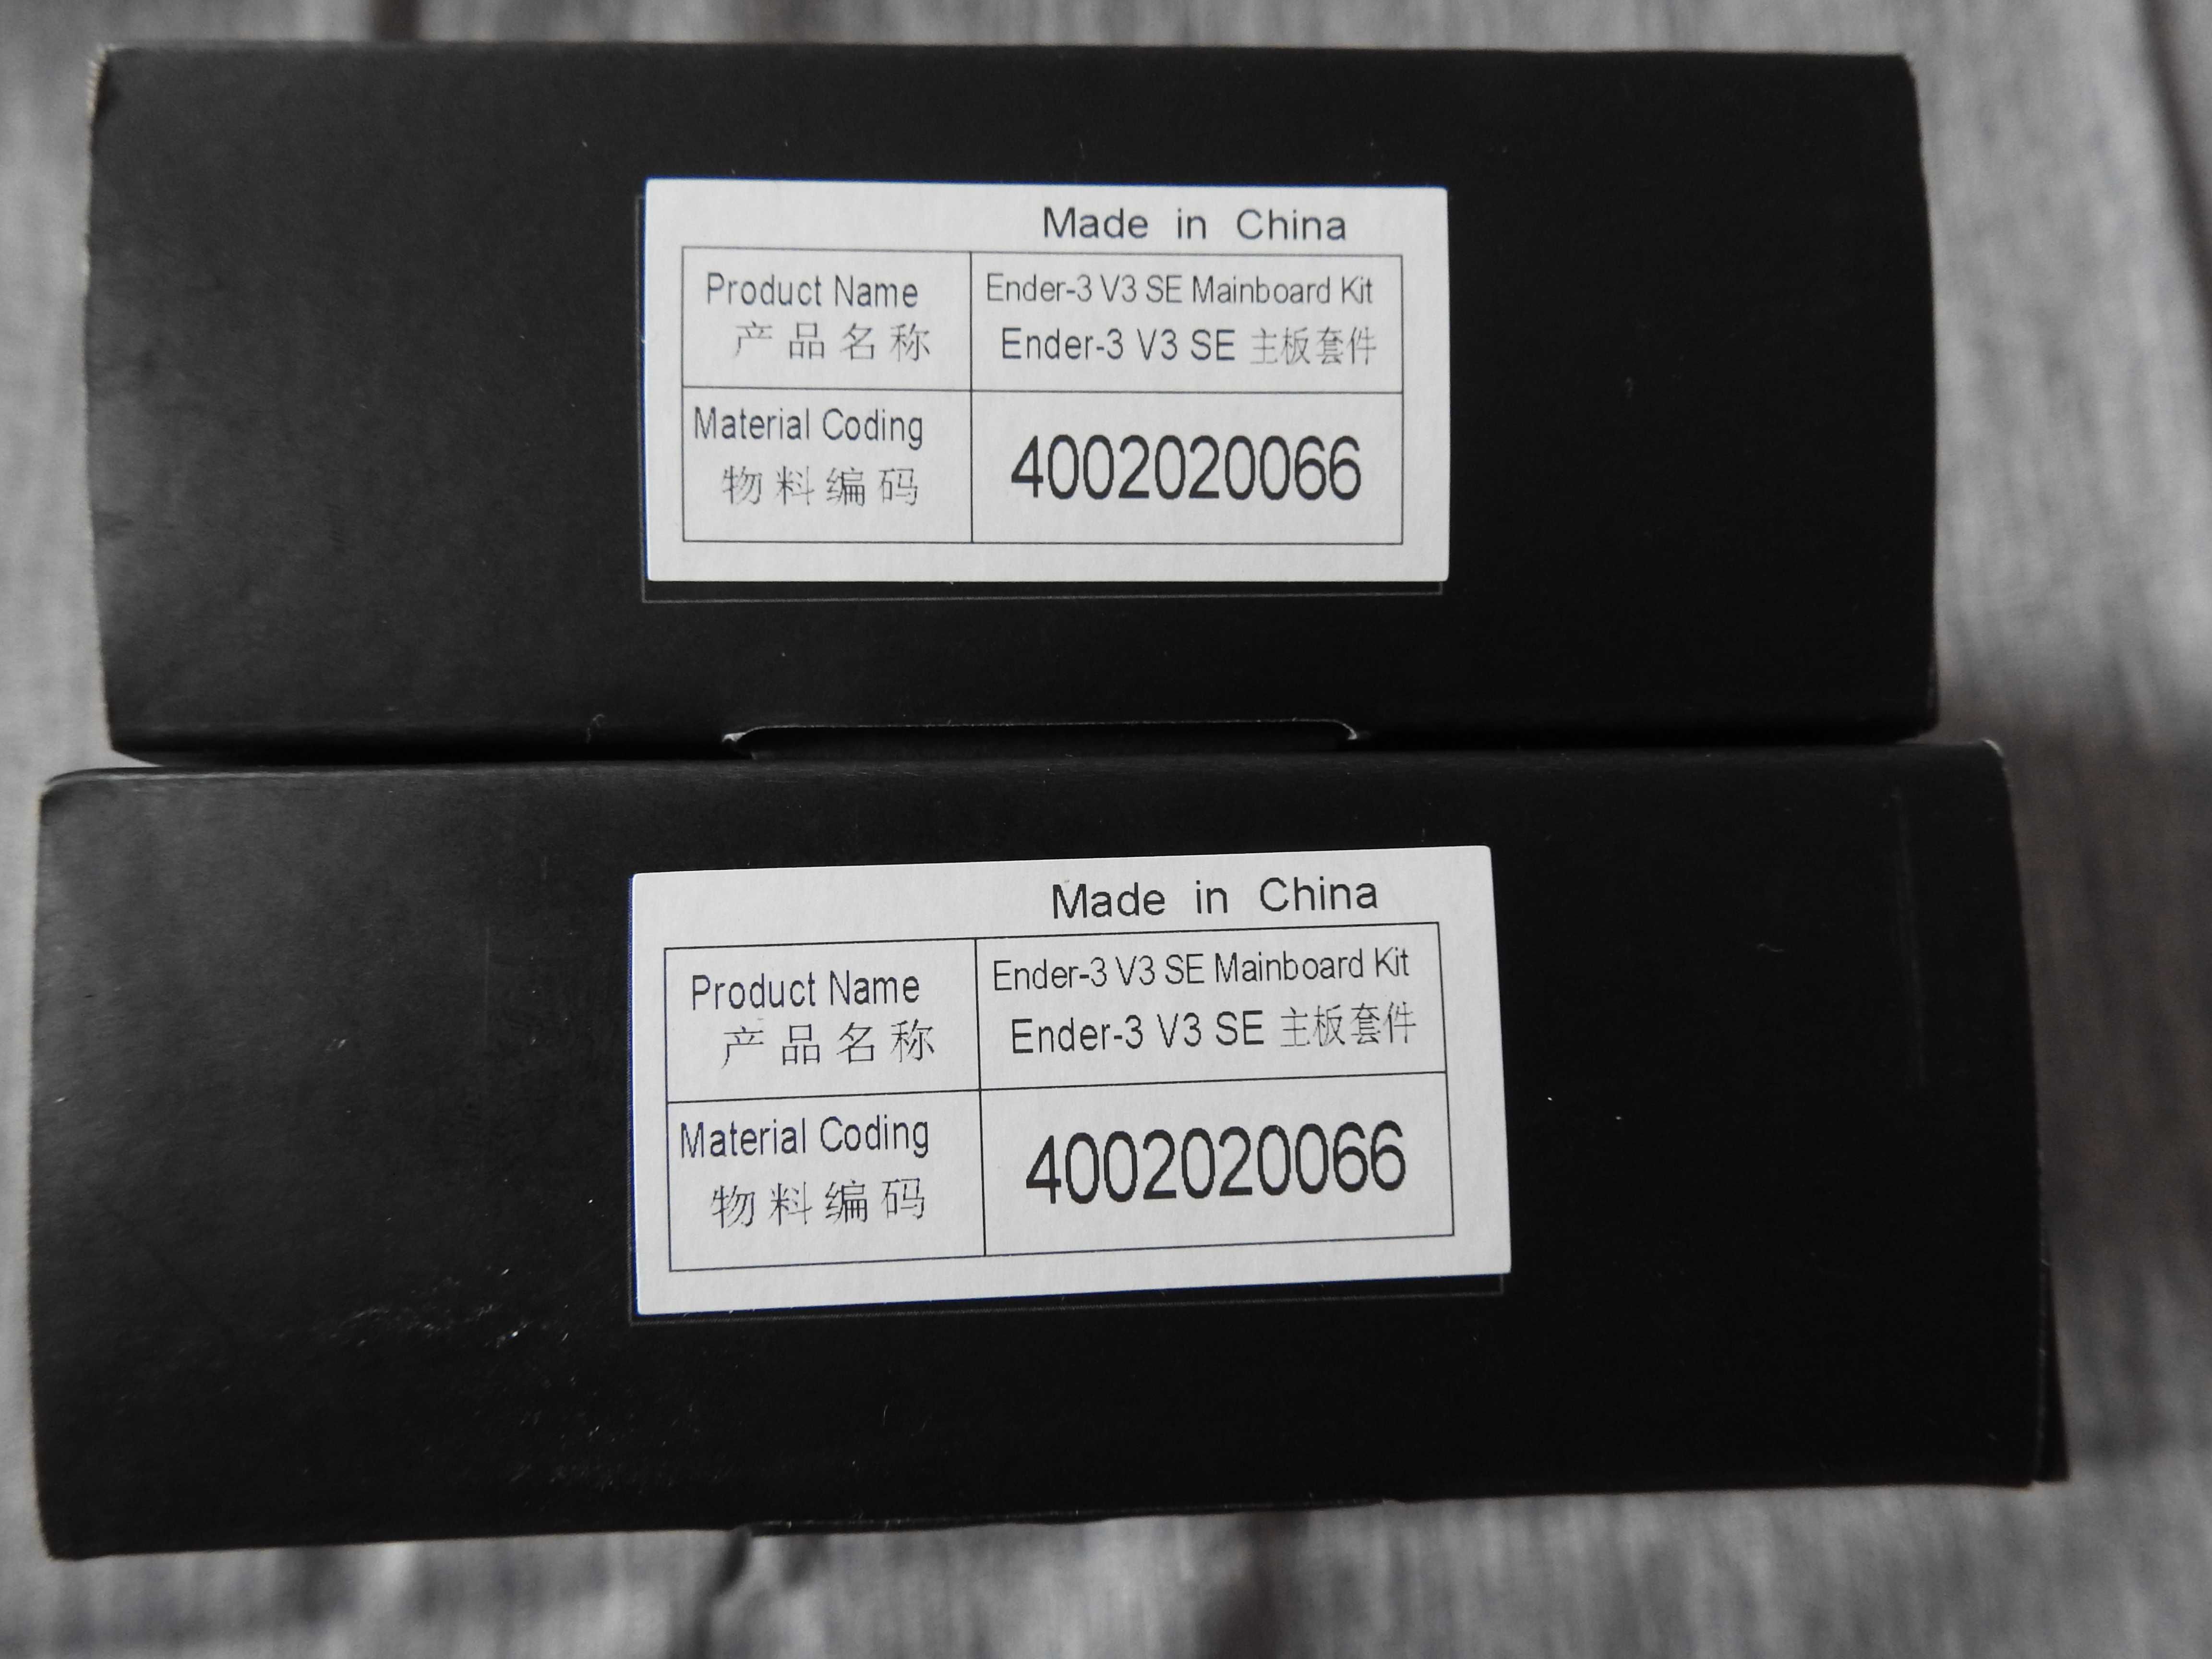 Made in China
Product Name
产品名称
Ender-3 V3 SE Mainboard Kit
Ender-3 V3 SE 主板套件
Material Coding
物料编码
4002020066
Made in China
Product Name
产品名称
Ender-3 V3 SE Mainboard Kit
Ender-3 V3 SE 主板套件
Material Coding
物料编码
4002020066